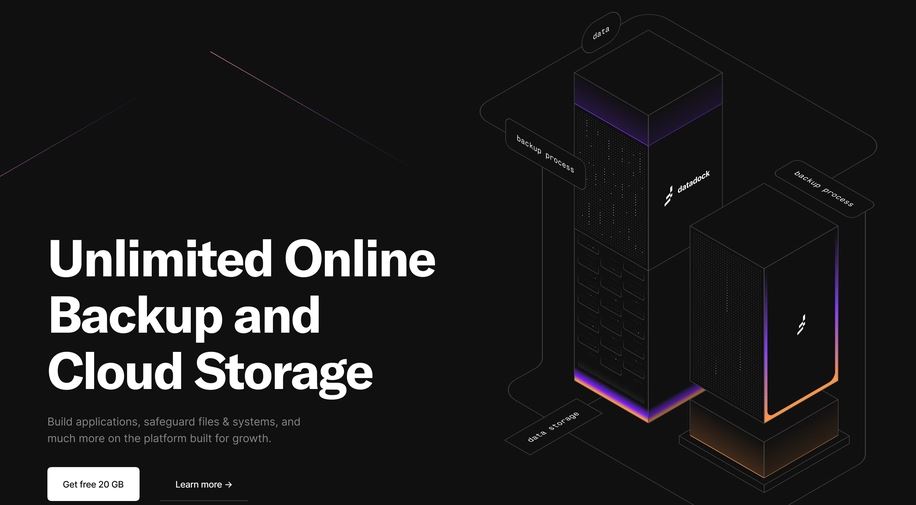 data
backup process
datadock
backup process
Unlimited Online
Backup and
Cloud Storage
Build applications, safeguard files & systems, and
much more on the platform built for growth.
data storage
Get free 20 GB
Learn more →